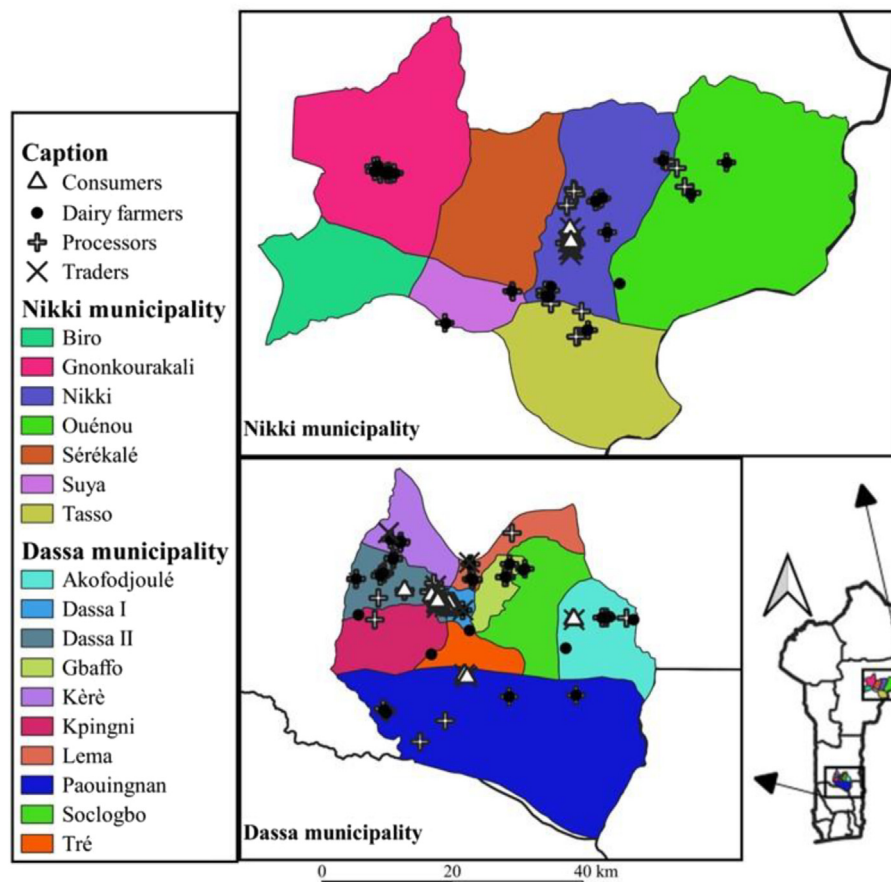 Caption
Consumers
Dairy farmers
Processors
Traders
Nikki municipality
Biro
Gnonkourakali
Nikki
Ouénou
Sérékalé
Suya
Tasso
Dassa municipality
Akofodjoulé
Dassa I
Dassa II
Gbaffo
Kèrè
Kpingni
Lema
Paouingnan
Soclogbo
Tré
Nikki municipality
Dassa municipality
0 20 40 km